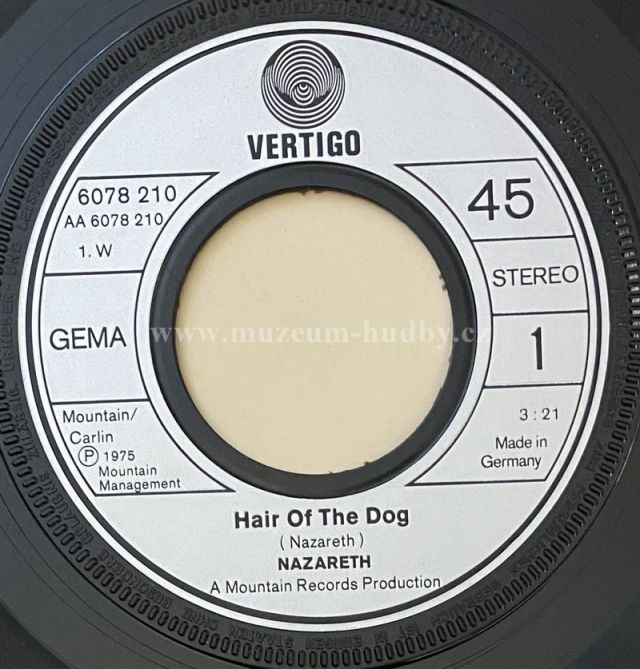 VERTIGO
6078 210
AA 6078 210
1. W
GEMA
Mountain/
Carlin
Ⓟ 1975
Mountain
Management
45
STEREO
1
3 : 21
Made in
Germany
www.muzeum-hudby.cz
Hair Of The Dog
( Nazareth )
NAZARETH
A Mountain Records Production